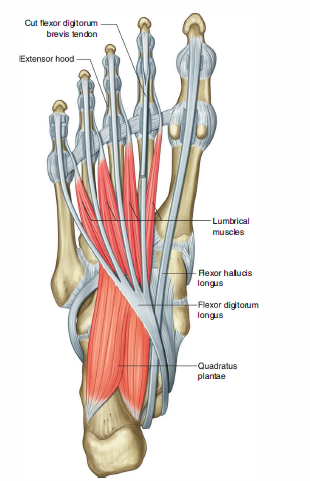 Cut flexor digitorum
brevis tendon
Extensor hood
Lumbrical
muscles
Flexor hallucis
longus
Flexor digitorum
longus
Quadratus
plantae